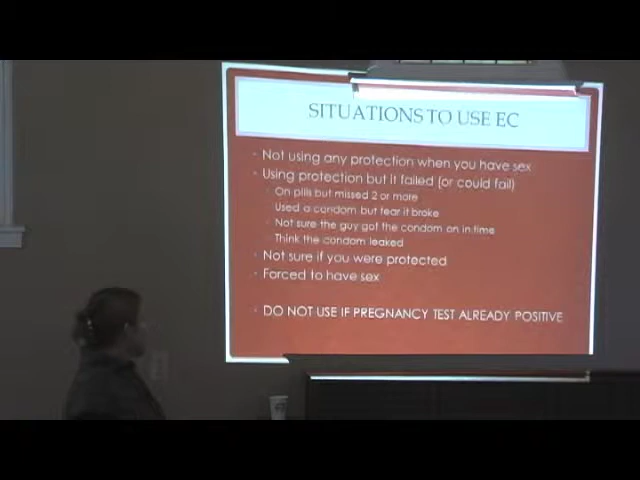 SITUATIONS TO USE EC
Not using any protection when you have sex
Using protection but it failed (or could fail)
On pills but missed 2 or more
Used a condom but fear it broke
Not sure the guy got the condom on in time
Think the condom leaked
Not sure if you were protected
Forced to have sex
DO NOT USE IF PREGNANCY TEST ALREADY POSITIVE